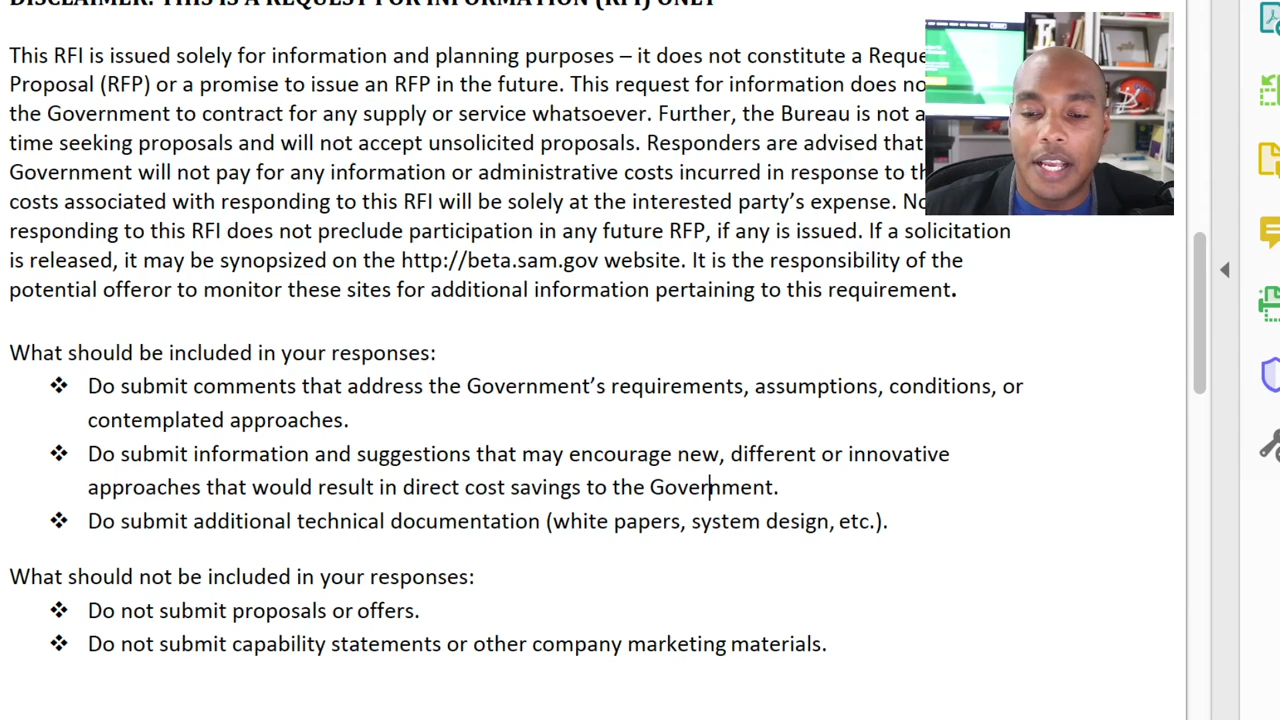 DISCLAIMER: THIS IS A REQUEST FOR INFORMATION (RFI) ONLY
This RFI is issued solely for information and planning purposes – it does not constitute a Reque
Proposal (RFP) or a promise to issue an RFP in the future. This request for information does no
the Government to contract for any supply or service whatsoever. Further, the Bureau is not a
time seeking proposals and will not accept unsolicited proposals. Responders are advised that
Government will not pay for any information or administrative costs incurred in response to th
costs associated with responding to this RFI will be solely at the interested party's expense. No
responding to this RFI does not preclude participation in any future RFP, if any is issued. If a solicitation
is released, it may be synopsized on the http://beta.sam.gov website. It is the responsibility of the
potential offeror to monitor these sites for additional information pertaining to this requirement.
What should be included in your responses:
❖ Do submit comments that address the Government's requirements, assumptions, conditions, or
contemplated approaches.
❖ Do submit information and suggestions that may encourage new, different or innovative
approaches that would result in direct cost savings to the Government.
❖ Do submit additional technical documentation (white papers, system design, etc.).
What should not be included in your responses:
❖ Do not submit proposals or offers.
❖ Do not submit capability statements or other company marketing materials.